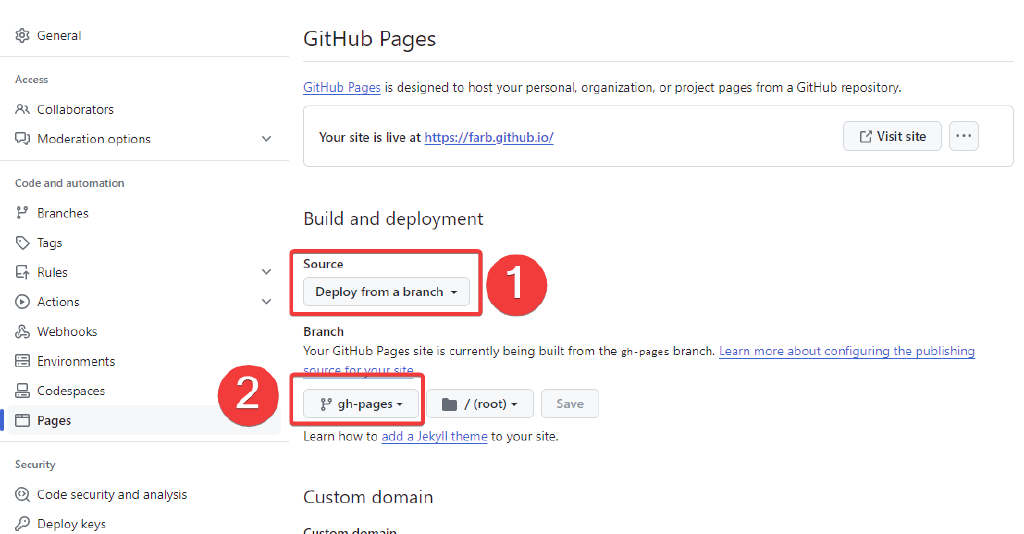 General
Access
Collaborators
Moderation options
Code and automation
Branches
Tags
Rules
Actions
Webhooks
Environments
Codespaces
Pages
Security
Code security and analysis
Deploy keys
GitHub Pages
GitHub Pages is designed to host your personal, organization, or project pages from a GitHub repository.
Your site is live at https://farb.github.io/
Visit site
Build and deployment
Source
Deploy from a branch
1
Branch
Your GitHub Pages site is currently being built from the gh-pages branch. Learn more about configuring the publishing
source for your site.
2
gh-pages
/ (root)
Save
Learn how to add a Jekyll theme to your site.
Custom domain
Custom domain